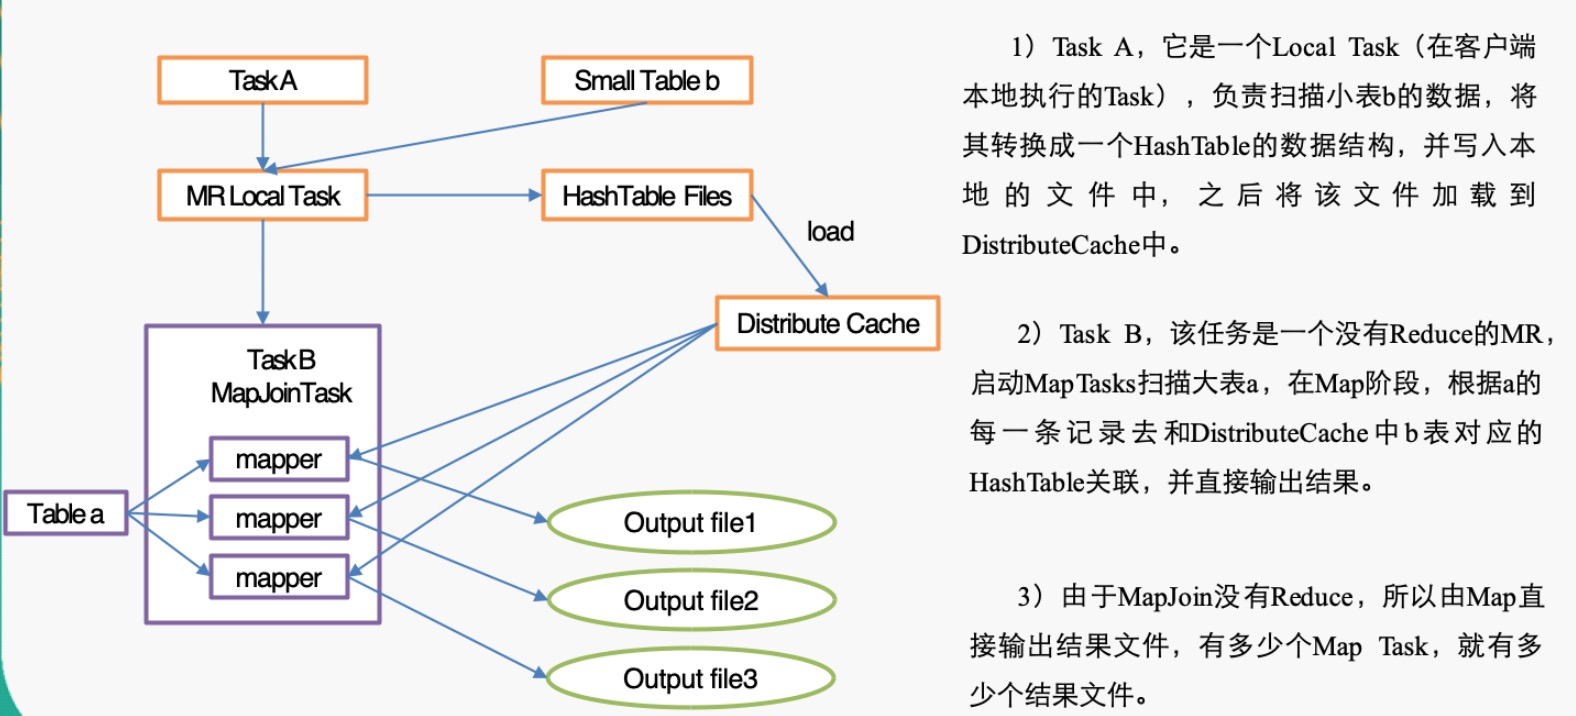 Task A
Small Table b
MR Local Task
HashTable Files
load
Distribute Cache
Task B
MapJoinTask
mapper
Table a
mapper
mapper
Output file1
Output file2
Output file3
1）Task A，它是一个Local Task（在客户端
本地执行的Task），负责扫描小表b的数据，将
其转换成一个HashTable的数据结构，并写入本
地的文件中，之后将该文件加载到
DistributeCache中。
2）Task B，该任务是一个没有Reduce的MR，
启动MapTasks扫描大表a，在Map阶段，根据a的
每一条记录去和DistributeCache中b表对应的
HashTable关联，并直接输出结果。
3）由于MapJoin没有Reduce，所以由Map直
接输出结果文件，有多少个Map Task，就有多
少个结果文件。